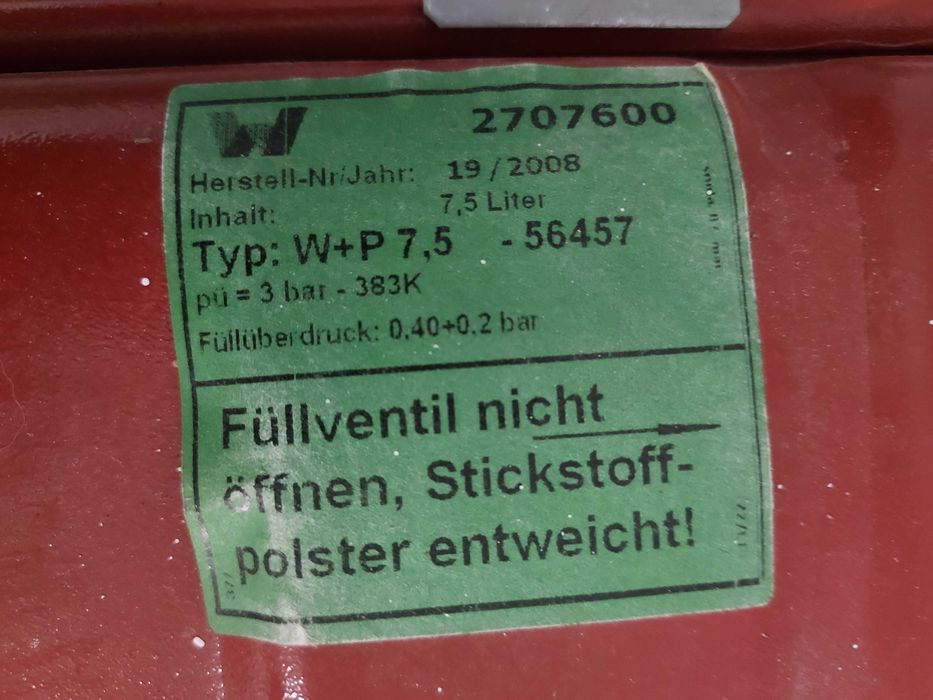 W 2707600
Herstell-Nr/Jahr: 19 / 2008
Inhalt: 7,5 Liter
Typ: W+P 7,5 - 56457
pü = 3 bar - 383K
Füllüberdruck: 0,40+0,2 bar
Füllventil nicht
öffnen, Stickstoff-
polster entweicht!